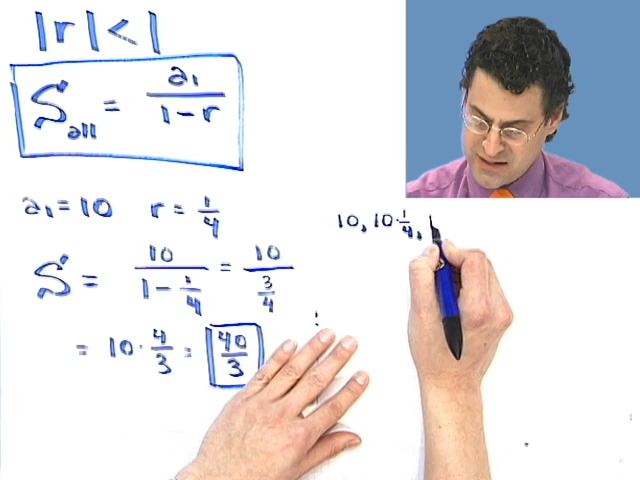 |r| < 1
S_all = a₁ / (1 - r)
a₁ = 10 r = 1/4
S = 10 / (1 - 1/4) = 10 / (3/4)
= 10 · 4/3 = 40/3
10, 10 · 1/4, 1